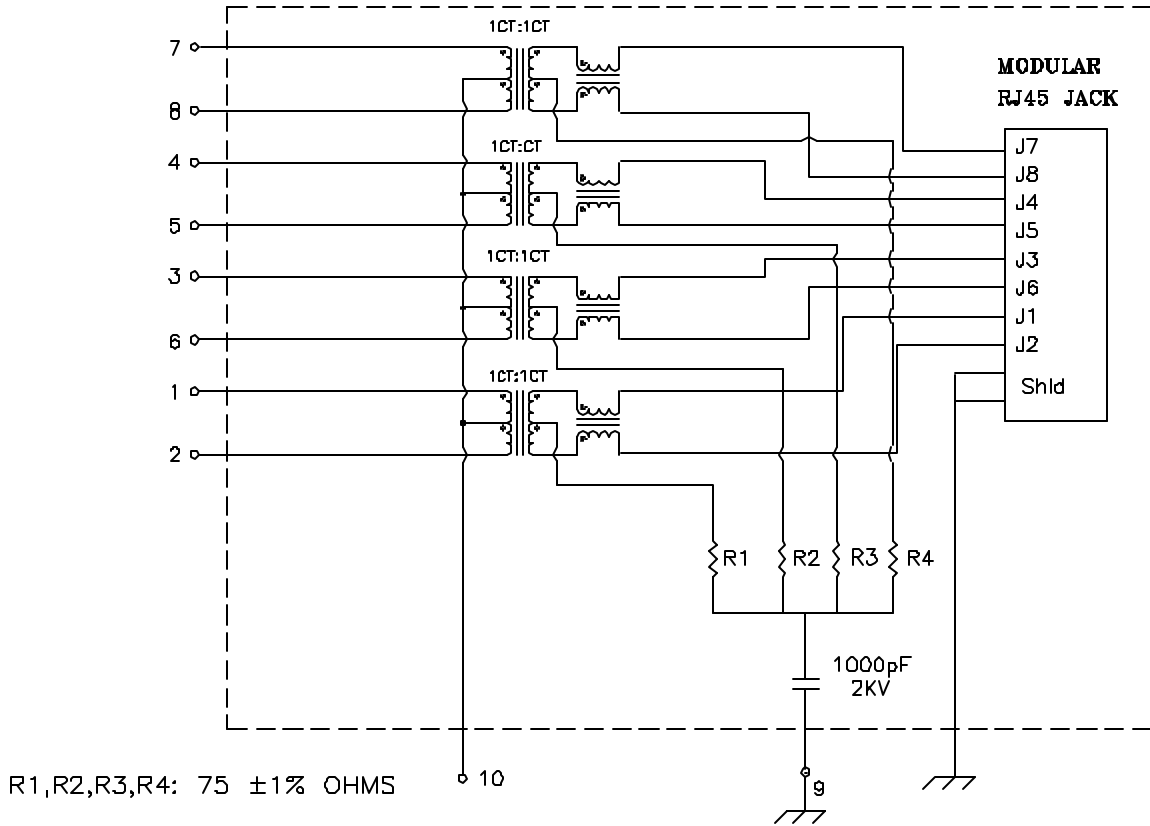 1CT:1CT
7
MODULAR
RJ45 JACK
8
1CT:CT
J7
4
J8
J4
5
J5
1CT:1CT
J3
3
J6
J1
6
J2
1CT:1CT
Shld
1
2
R1
R2
R3
R4
1000pF
2KV
R1,R2,R3,R4: 75 ±1% OHMS
10
9